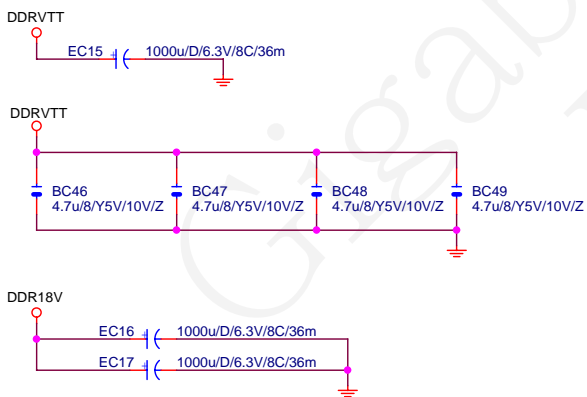 DDRVTT
EC15 + 1000u/D/6.3V/8C/36m
DDRVTT
BC46 BC47 BC48 BC49
4.7u/8/Y5V/10V/Z 4.7u/8/Y5V/10V/Z 4.7u/8/Y5V/10V/Z 4.7u/8/Y5V/10V/Z
DDR18V
EC16 + 1000u/D/6.3V/8C/36m
EC17 + 1000u/D/6.3V/8C/36m
Gigab